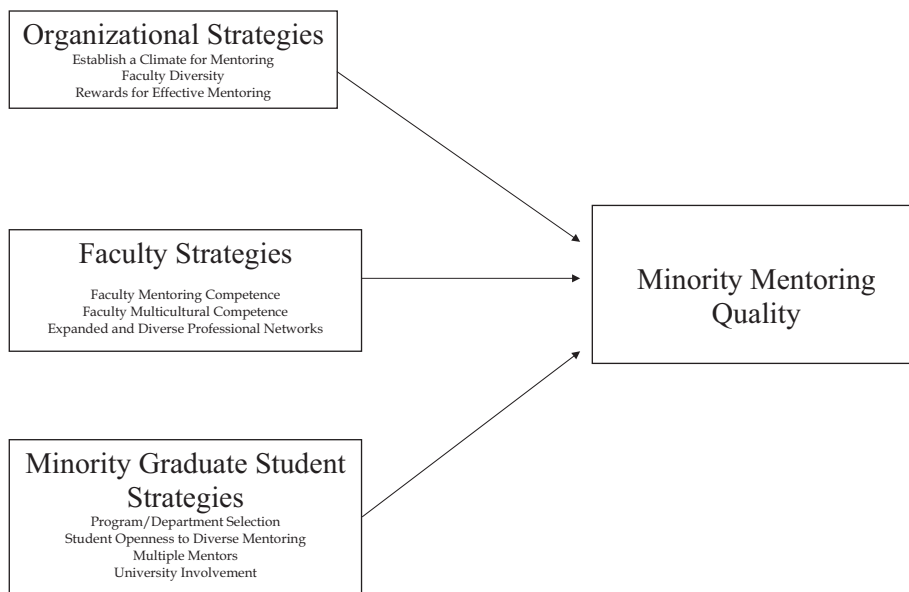 Organizational Strategies
Establish a Climate for Mentoring
Faculty Diversity
Rewards for Effective Mentoring
Faculty Strategies
Faculty Mentoring Competence
Faculty Multicultural Competence
Expanded and Diverse Professional Networks
Minority Graduate Student
Strategies
Program/Department Selection
Student Openness to Diverse Mentoring
Multiple Mentors
University Involvement
Minority Mentoring
Quality